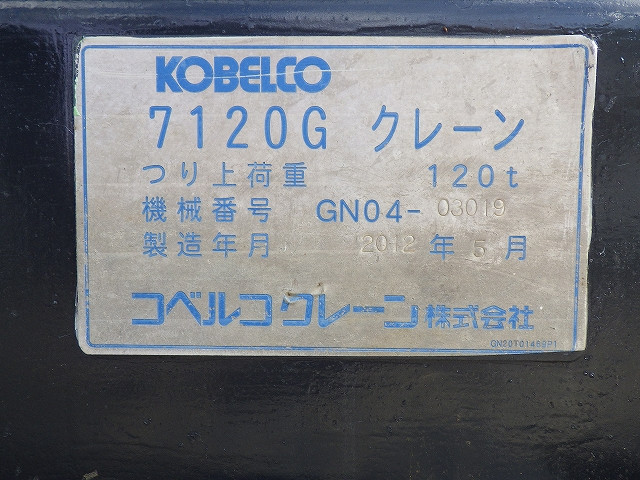 KOBELCO
7120G クレーン
つり上荷重 120t
機械番号 GN04- 03019
製造年月 2012 年 5 月
コベルコクレーン株式会社